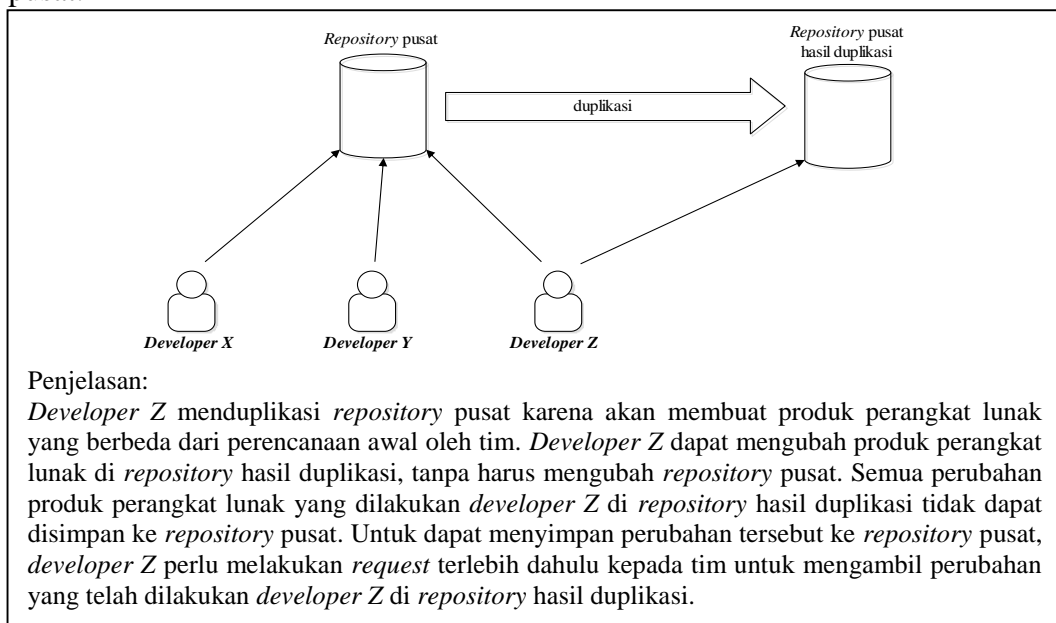 Repository pusat
Repository pusat
hasil duplikasi
duplikasi
Developer X
Developer Y
Developer Z
Penjelasan:
Developer Z menduplikasi repository pusat karena akan membuat produk perangkat lunak
yang berbeda dari perencanaan awal oleh tim. Developer Z dapat mengubah produk perangkat
lunak di repository hasil duplikasi, tanpa harus mengubah repository pusat. Semua perubahan
produk perangkat lunak yang dilakukan developer Z di repository hasil duplikasi tidak dapat
disimpan ke repository pusat. Untuk dapat menyimpan perubahan tersebut ke repository pusat,
developer Z perlu melakukan request terlebih dahulu kepada tim untuk mengambil perubahan
yang telah dilakukan developer Z di repository hasil duplikasi.